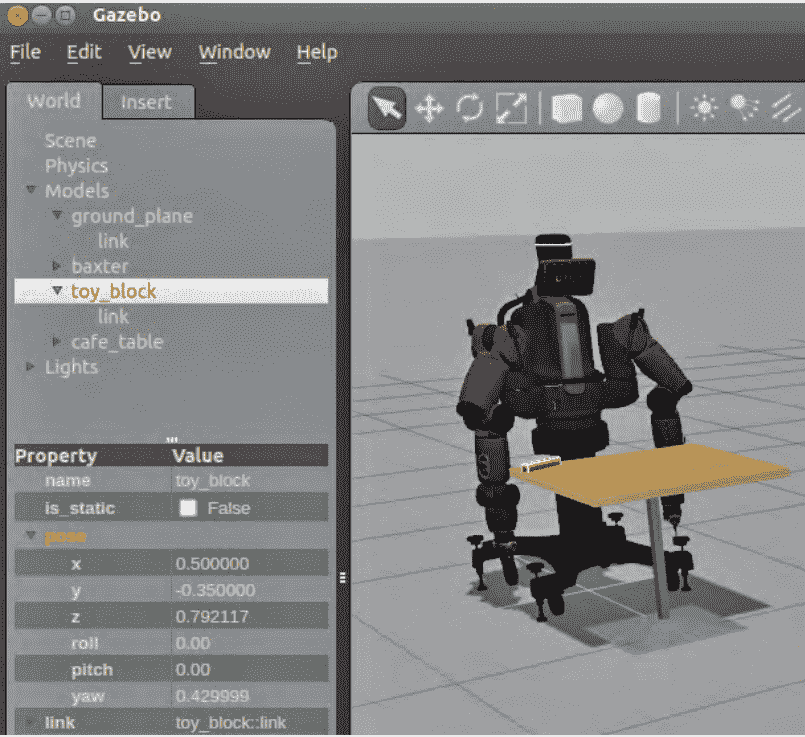 Gazebo
File Edit View Window Help
World Insert
Scene
Physics
Models
ground_plane
link
baxter
toy_block
link
cafe_table
Lights
Property Value
name toy_block
is_static False
pose
x 0.500000
y -0.350000
z 0.792117
roll 0.00
pitch 0.00
yaw 0.429999
link toy_block::link